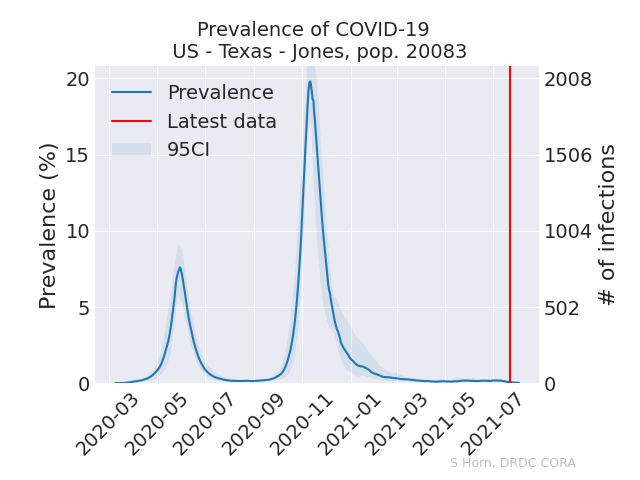 Prevalence of COVID-19
US - Texas - Jones, pop. 20083
Prevalence
Latest data
95CI
Prevalence (%)
20
15
10
5
0
2008
1506
1004
502
0
# of infections
2020-03
2020-05
2020-07
2020-09
2020-11
2021-01
2021-03
2021-05
2021-07
S Horn, DRDC CORA